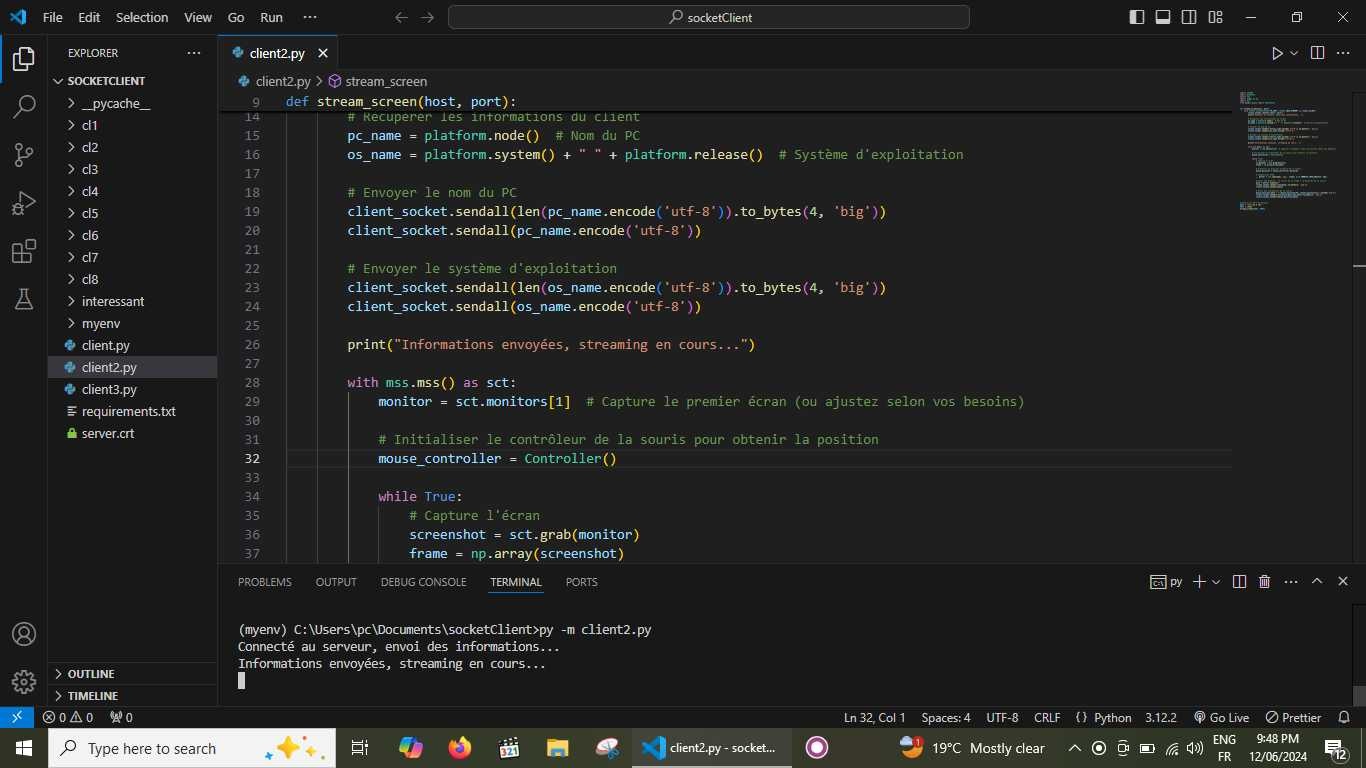 File Edit Selection View Go Run ···
socketClient
EXPLORER
SOCKETCLIENT
__pycache__
cl1
cl2
cl3
cl4
cl5
cl6
cl7
cl8
interessant
myenv
client.py
client2.py
client3.py
requirements.txt
server.crt
OUTLINE
TIMELINE
client2.py
client2.py > stream_screen
9 def stream_screen(host, port):
14 # Récupérer les informations du client
15 pc_name = platform.node()  # Nom du PC
16 os_name = platform.system() + " " + platform.release()  # Système d'exploitation
17
18 # Envoyer le nom du PC
19 client_socket.sendall(len(pc_name.encode('utf-8')).to_bytes(4, 'big'))
20 client_socket.sendall(pc_name.encode('utf-8'))
21
22 # Envoyer le système d'exploitation
23 client_socket.sendall(len(os_name.encode('utf-8')).to_bytes(4, 'big'))
24 client_socket.sendall(os_name.encode('utf-8'))
25
26 print("Informations envoyées, streaming en cours...")
27
28 with mss.mss() as sct:
29 monitor = sct.monitors[1]  # Capture le premier écran (ou ajustez selon vos besoins)
30
31 # Initialiser le contrôleur de la souris pour obtenir la position
32 mouse_controller = Controller()
33
34 while True:
35 # Capture l'écran
36 screenshot = sct.grab(monitor)
37 frame = np.array(screenshot)
PROBLEMS OUTPUT DEBUG CONSOLE TERMINAL PORTS
py
(myenv) C:\Users\pc\Documents\socketClient>py -m client2.py
Connecté au serveur, envoi des informations...
Informations envoyées, streaming en cours...
0 0 0
Ln 32, Col 1 Spaces: 4 UTF-8 CRLF { } Python 3.12.2 Go Live Prettier
Type here to search
client2.py - socket...
1
19°C Mostly clear
ENG
FR
9:48 PM
12/06/2024
12